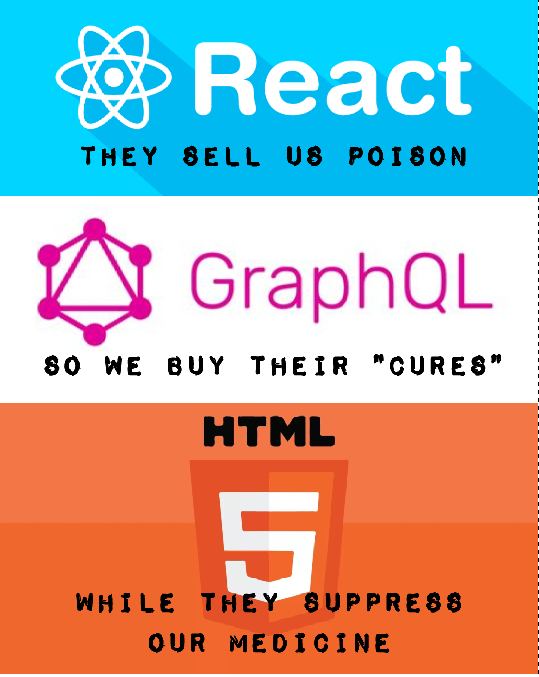 React
THEY SELL US POISON
GraphQL
SO WE BUY THEIR "CURES"
HTML
5
WHILE THEY SUPPRESS
OUR MEDICINE